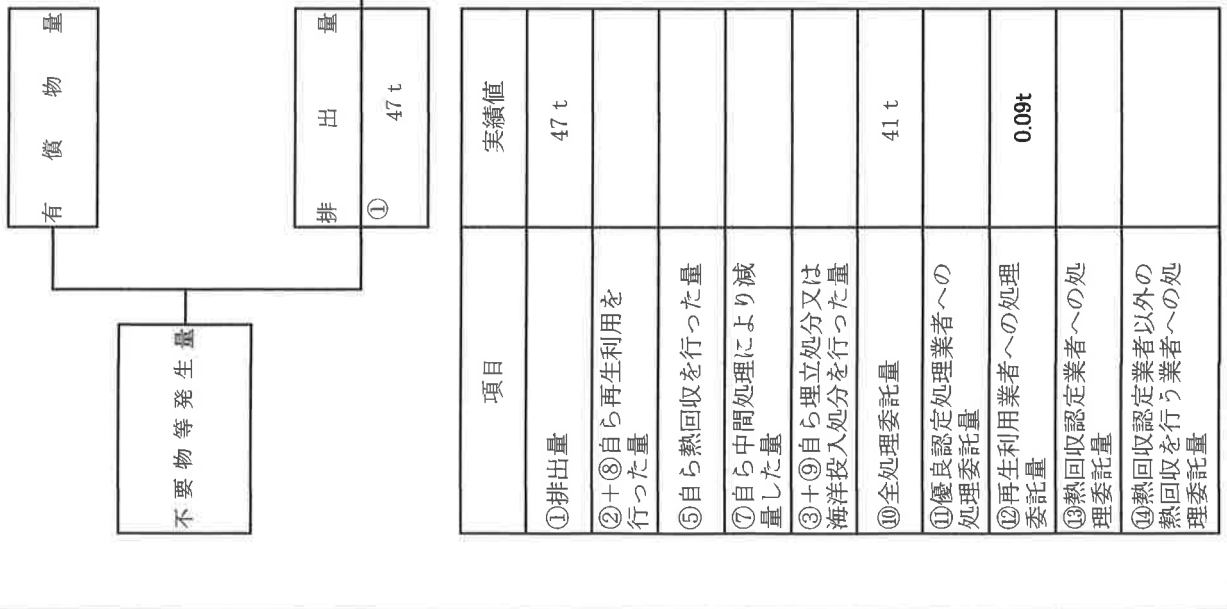 有償物量
不要物等発生量
排出量
①
47 t
項目
実績値
①排出量
47 t
②+⑧自ら再生利用を
行った量
⑤自ら熱回収を行った量
⑦自ら中間処理により減
量した量
③+⑨自ら埋立処分又は
海洋投入処分を行った量
⑩全処理委託量
41 t
⑪優良認定処理業者への
処理委託量
⑫再生利用業者への処理
委託量
0.09t
⑬熱回収認定業者への処
理委託量
⑭熱回収認定業者以外の
熱回収を行う業者への処
理委託量